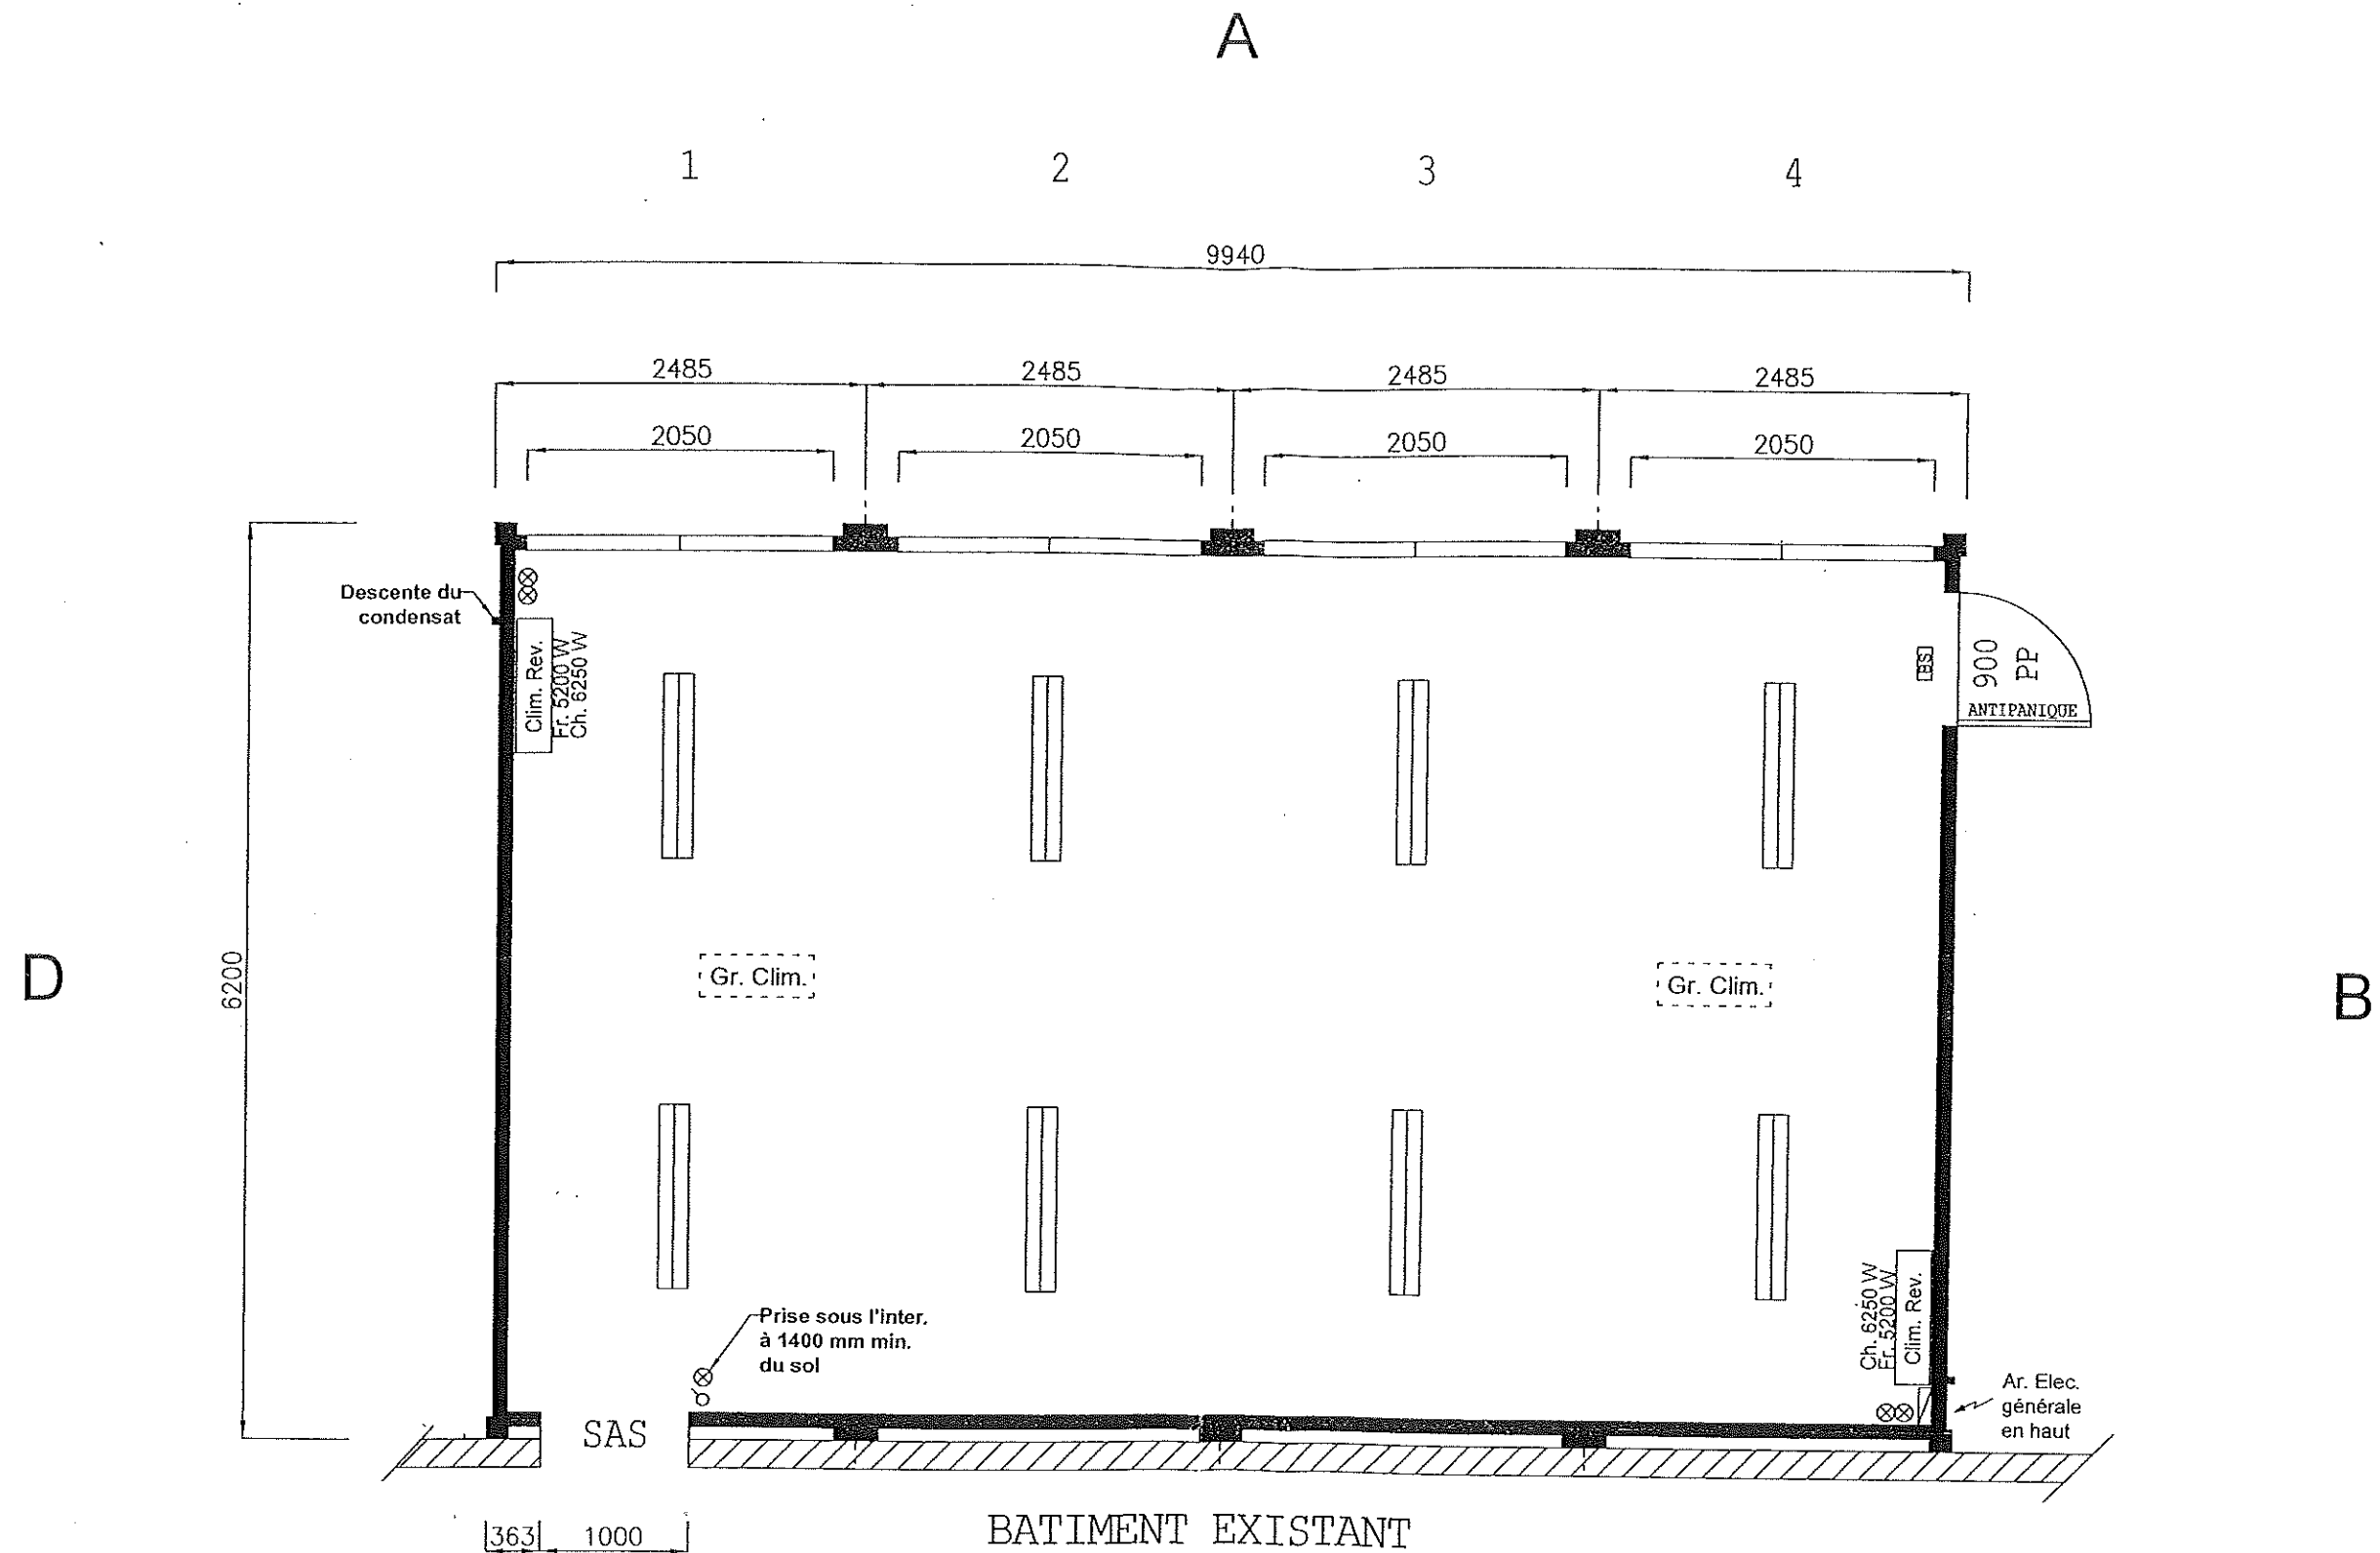 A
1 2 3 4
9940
2485 2485 2485 2485
2050 2050 2050 2050
Descente du
condensat
Clim. Rev.
Fr. 5200 W
Ch. 6250 W
BS
900
PP
ANTIPANIQUE
D
6200
Gr. Clim.
Gr. Clim.
B
Prise sous l'inter.
à 1400 mm min.
du sol
Ch. 6250 W
Fr. 5200 W
Clim. Rev.
Ar. Elec.
générale
en haut
SAS
363 1000
BATIMENT EXISTANT